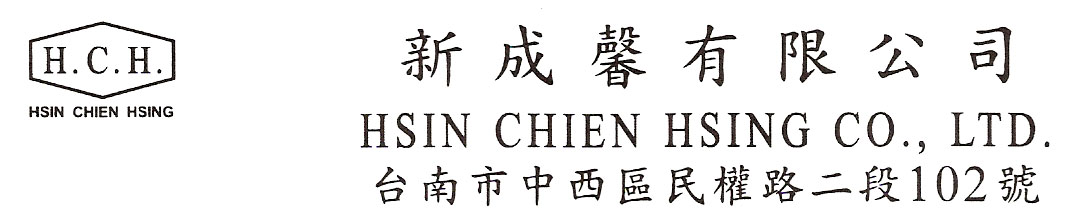 H.C.H.
HSIN CHIEN HSING
新成馨有限公司
HSIN CHIEN HSING CO., LTD.
台南市中西區民權路二段102號